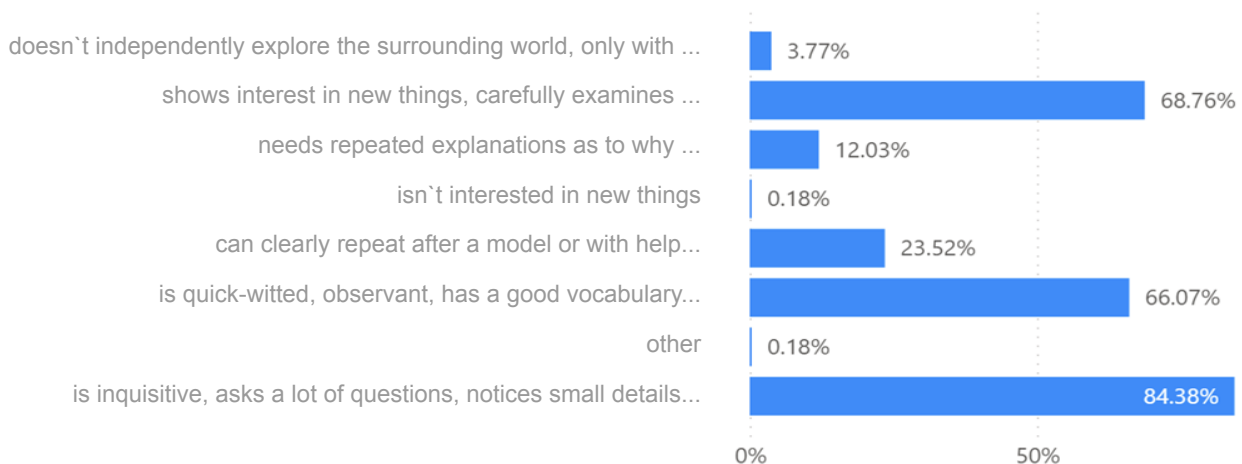 doesn`t independently explore the surrounding world, only with ... 3.77%
shows interest in new things, carefully examines ... 68.76%
needs repeated explanations as to why ... 12.03%
isn`t interested in new things 0.18%
can clearly repeat after a model or with help... 23.52%
is quick-witted, observant, has a good vocabulary... 66.07%
other 0.18%
is inquisitive, asks a lot of questions, notices small details... 84.38%
0% 50%